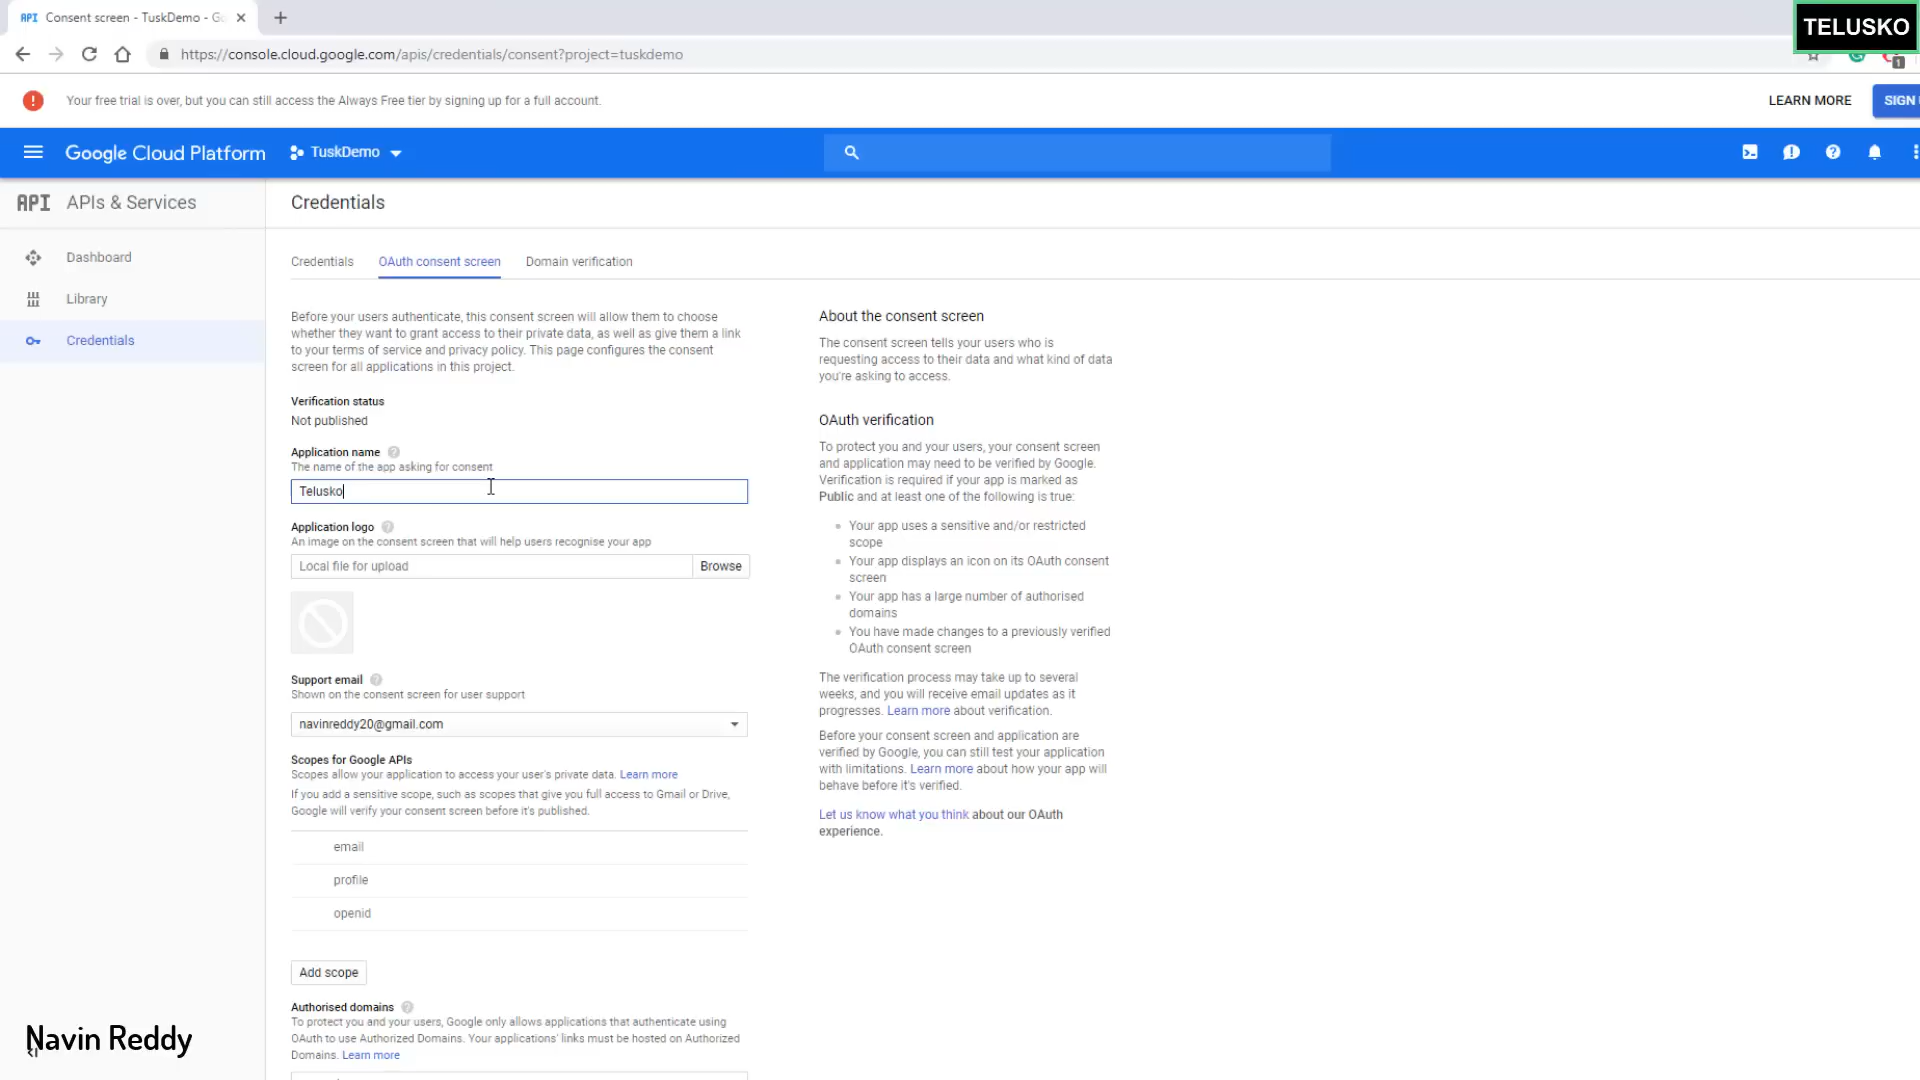 API Consent screen - TuskDemo - Go
TELUSKO
https://console.cloud.google.com/apis/credentials/consent?project=tuskdemo
1
Your free trial is over, but you can still access the Always Free tier by signing up for a full account.
LEARN MORE
SIGN
Google Cloud Platform
TuskDemo
API APIs & Services
Credentials
Dashboard
Library
Credentials
Credentials
OAuth consent screen
Domain verification
Before your users authenticate, this consent screen will allow them to choose
whether they want to grant access to their private data, as well as give them a link
to your terms of service and privacy policy. This page configures the consent
screen for all applications in this project.
Verification status
Not published
Application name
The name of the app asking for consent
Telusko
Application logo
An image on the consent screen that will help users recognise your app
Local file for upload
Browse
Support email
Shown on the consent screen for user support
navinreddy20@gmail.com
Scopes for Google APIs
Scopes allow your application to access your user's private data. Learn more
If you add a sensitive scope, such as scopes that give you full access to Gmail or Drive,
Google will verify your consent screen before it's published.
email
profile
openid
Add scope
Authorised domains
To protect you and your users, Google only allows applications that authenticate using
OAuth to use Authorized Domains. Your applications' links must be hosted on Authorized
Domains. Learn more
About the consent screen
The consent screen tells your users who is
requesting access to their data and what kind of data
you're asking to access.
OAuth verification
To protect you and your users, your consent screen
and application may need to be verified by Google.
Verification is required if your app is marked as
Public and at least one of the following is true:
Your app uses a sensitive and/or restricted
scope
Your app displays an icon on its OAuth consent
screen
Your app has a large number of authorised
domains
You have made changes to a previously verified
OAuth consent screen
The verification process may take up to several
weeks, and you will receive email updates as it
progresses. Learn more about verification.
Before your consent screen and application are
verified by Google, you can still test your application
with limitations. Learn more about how your app will
behave before it's verified.
Let us know what you think about our OAuth
experience.
Navin Reddy